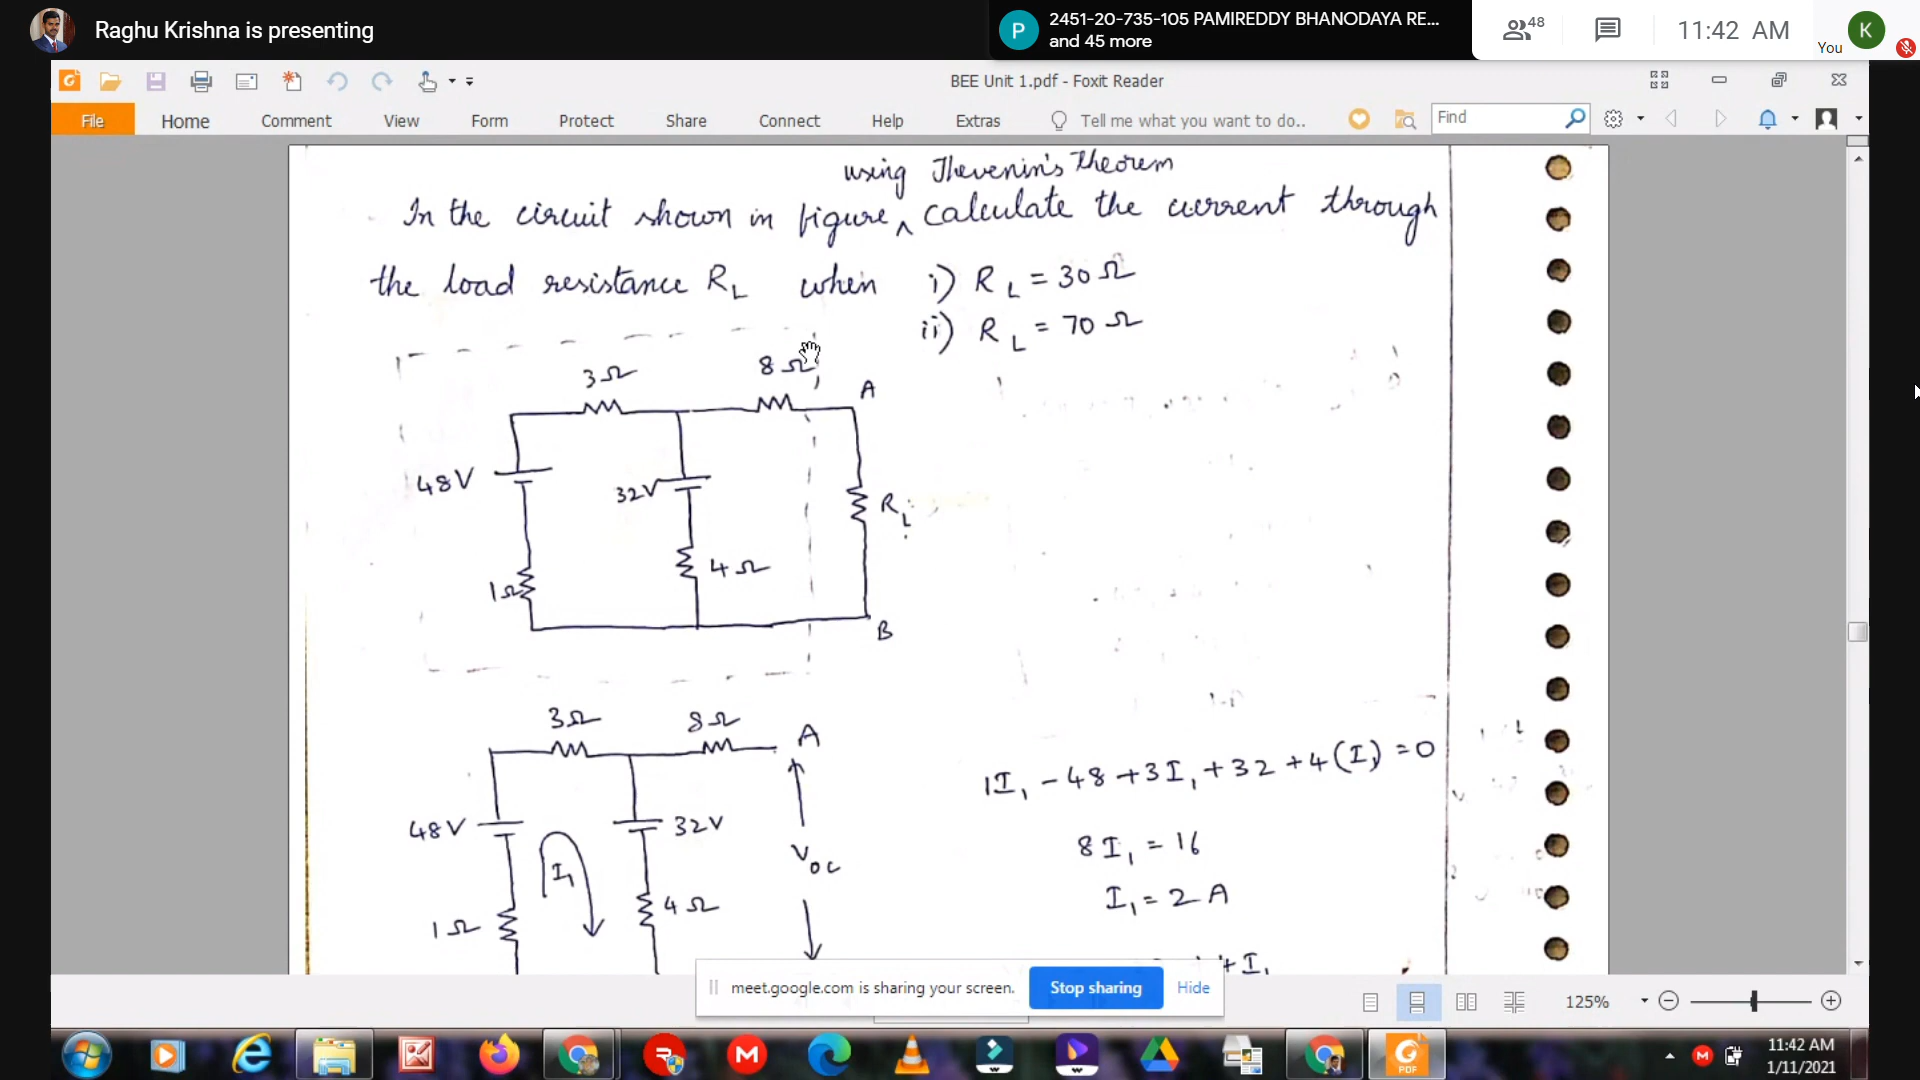 Raghu Krishna is presenting
P
2451-20-735-105 PAMIREDDY BHANODAYA RE...
and 45 more
48
11:42 AM
You
K
BEE Unit 1.pdf - Foxit Reader
File Home Comment View Form Protect Share Connect Help Extras Tell me what you want to do.. Find
using Thevenin's Theorem
In the circuit shown in figure, ^ calculate the current through
the load resistance RL when i) RL = 30 Ω
ii) RL = 70 Ω
3Ω
8Ω
A
48V
32V
RL
1Ω
4Ω
B
3Ω
8Ω
A
48V
32V
I1
VOC
1Ω
4Ω
1I1 - 48 + 3I1 + 32 + 4(I1) = 0
8I1 = 16
I1 = 2 A
+ I1
meet.google.com is sharing your screen. Stop sharing Hide
125%
11:42 AM
1/11/2021
PDF